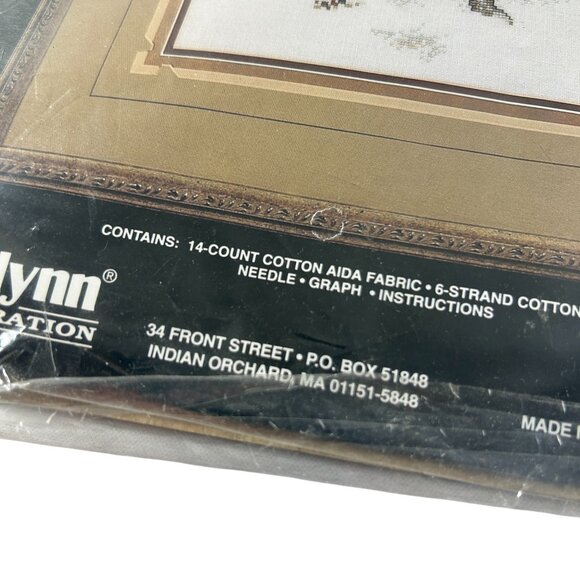 CONTAINS: 14-COUNT COTTON AIDA FABRIC • 6-STRAND COTTON
NEEDLE • GRAPH • INSTRUCTIONS
lynn®
RATION
34 FRONT STREET • P.O. BOX 51848
INDIAN ORCHARD, MA 01151-5848
MADE